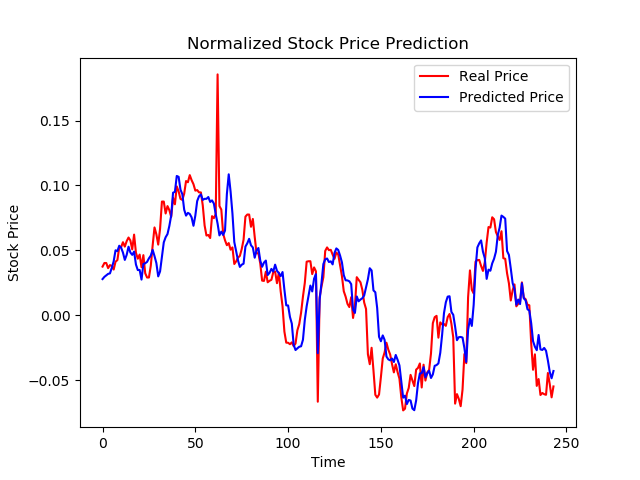 Normalized Stock Price Prediction
Real Price
Predicted Price
Stock Price
0.15
0.10
0.05
0.00
−0.05
0
50
100
150
200
250
Time